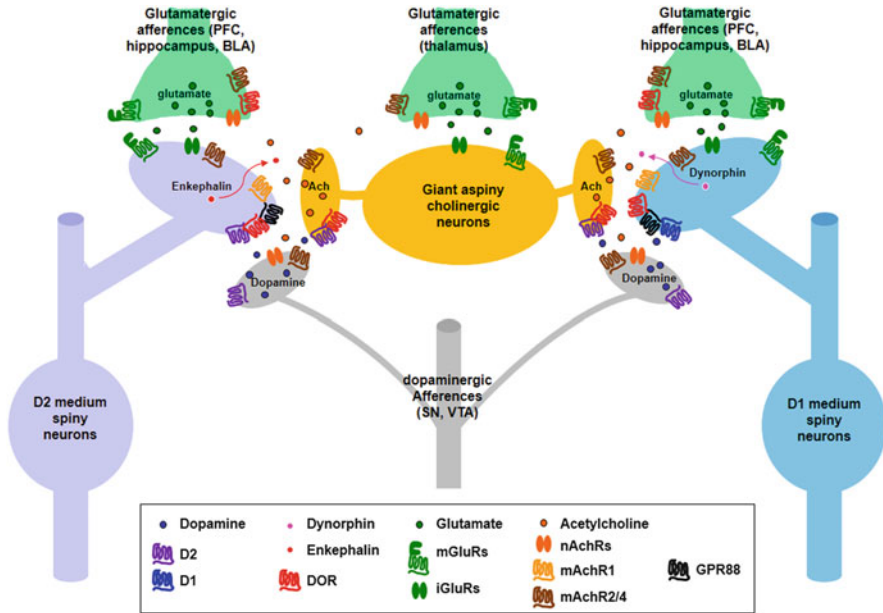 Glutamatergic
afferences (PFC,
hippocampus, BLA)
Glutamatergic
afferences
(thalamus)
Glutamatergic
afferences (PFC,
hippocampus, BLA)
glutamate
glutamate
glutamate
Enkephalin
Ach
Giant aspiny
cholinergic
neurons
Ach
Dynorphin
Dopamine
Dopamine
dopaminergic
Afferences
(SN, VTA)
D2 medium
spiny
neurons
D1 medium
spiny
neurons
Dopamine
D2
D1
Dynorphin
Enkephalin
DOR
Glutamate
mGluRs
iGluRs
Acetylcholine
nAchRs
mAchR1
mAchR2/4
GPR88